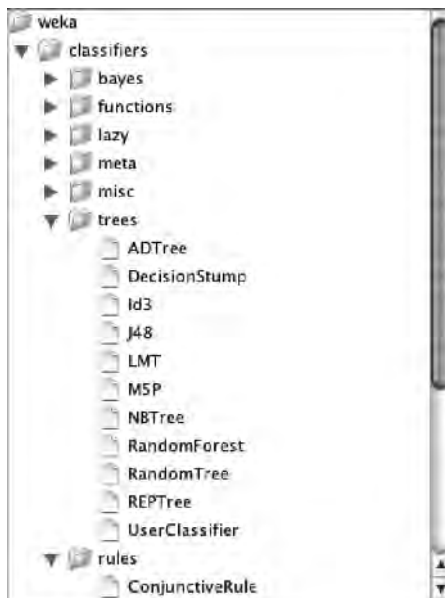 weka
classifiers
bayes
functions
lazy
meta
misc
trees
ADTree
DecisionStump
Id3
J48
LMT
M5P
NBTree
RandomForest
RandomTree
REPTree
UserClassifier
rules
ConjunctiveRule